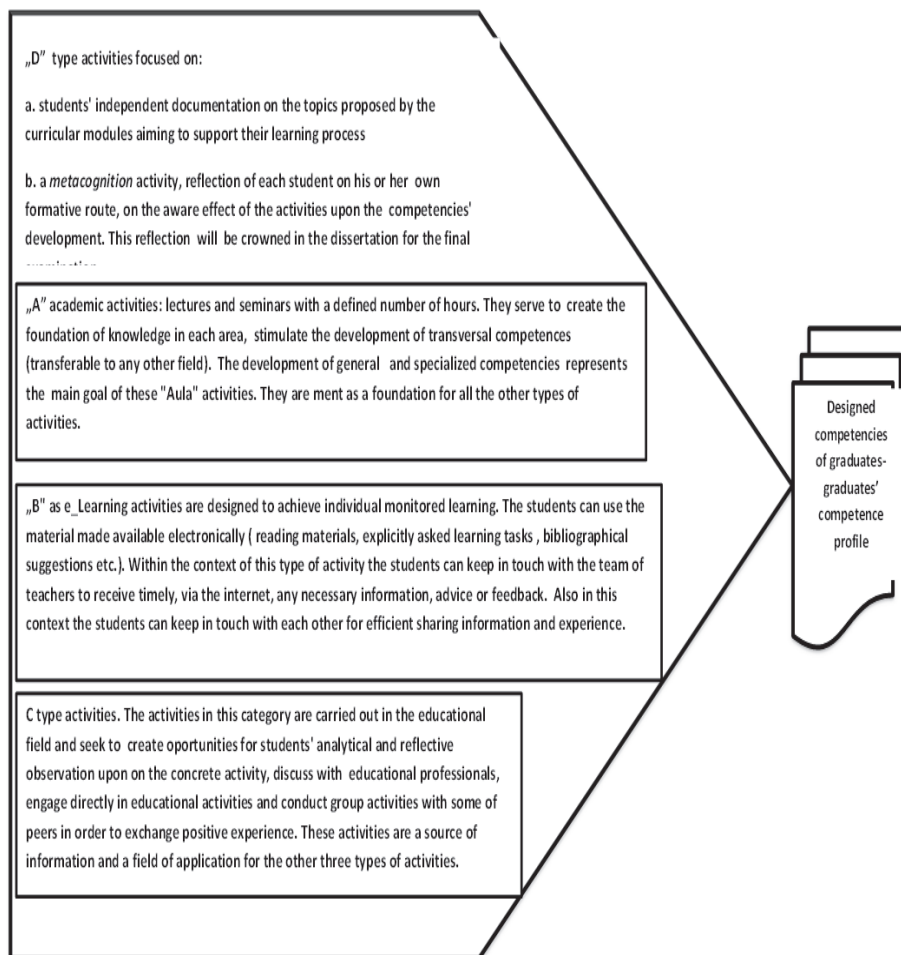 „D” type activities focused on:
a. students' independent documentation on the topics proposed by the
curricular modules aiming to support their learning process
b. a metacognition activity, reflection of each student on his or her own
formative route, on the aware effect of the activities upon the competencies'
development. This reflection will be crowned in the dissertation for the final
„A” academic activities: lectures and seminars with a defined number of hours. They serve to create the
foundation of knowledge in each area, stimulate the development of transversal competences
(transferable to any other field). The development of general and specialized competencies represents
the main goal of these "Aula" activities. They are ment as a foundation for all the other types of
activities.
„B" as e_Learning activities are designed to achieve individual monitored learning. The students can use the
material made available electronically ( reading materials, explicitly asked learning tasks , bibliographical
suggestions etc.). Within the context of this type of activity the students can keep in touch with the team of
teachers to receive timely, via the internet, any necessary information, advice or feedback. Also in this
context the students can keep in touch with each other for efficient sharing information and experience.
C type activities. The activities in this category are carried out in the educational
field and seek to create oportunities for students' analytical and reflective
observation upon on the concrete activity, discuss with educational professionals,
engage directly in educational activities and conduct group activities with some of
peers in order to exchange positive experience. These activities are a source of
information and a field of application for the other three types of activities.
Designed
competencies
of graduates-
graduates’
competence
profile